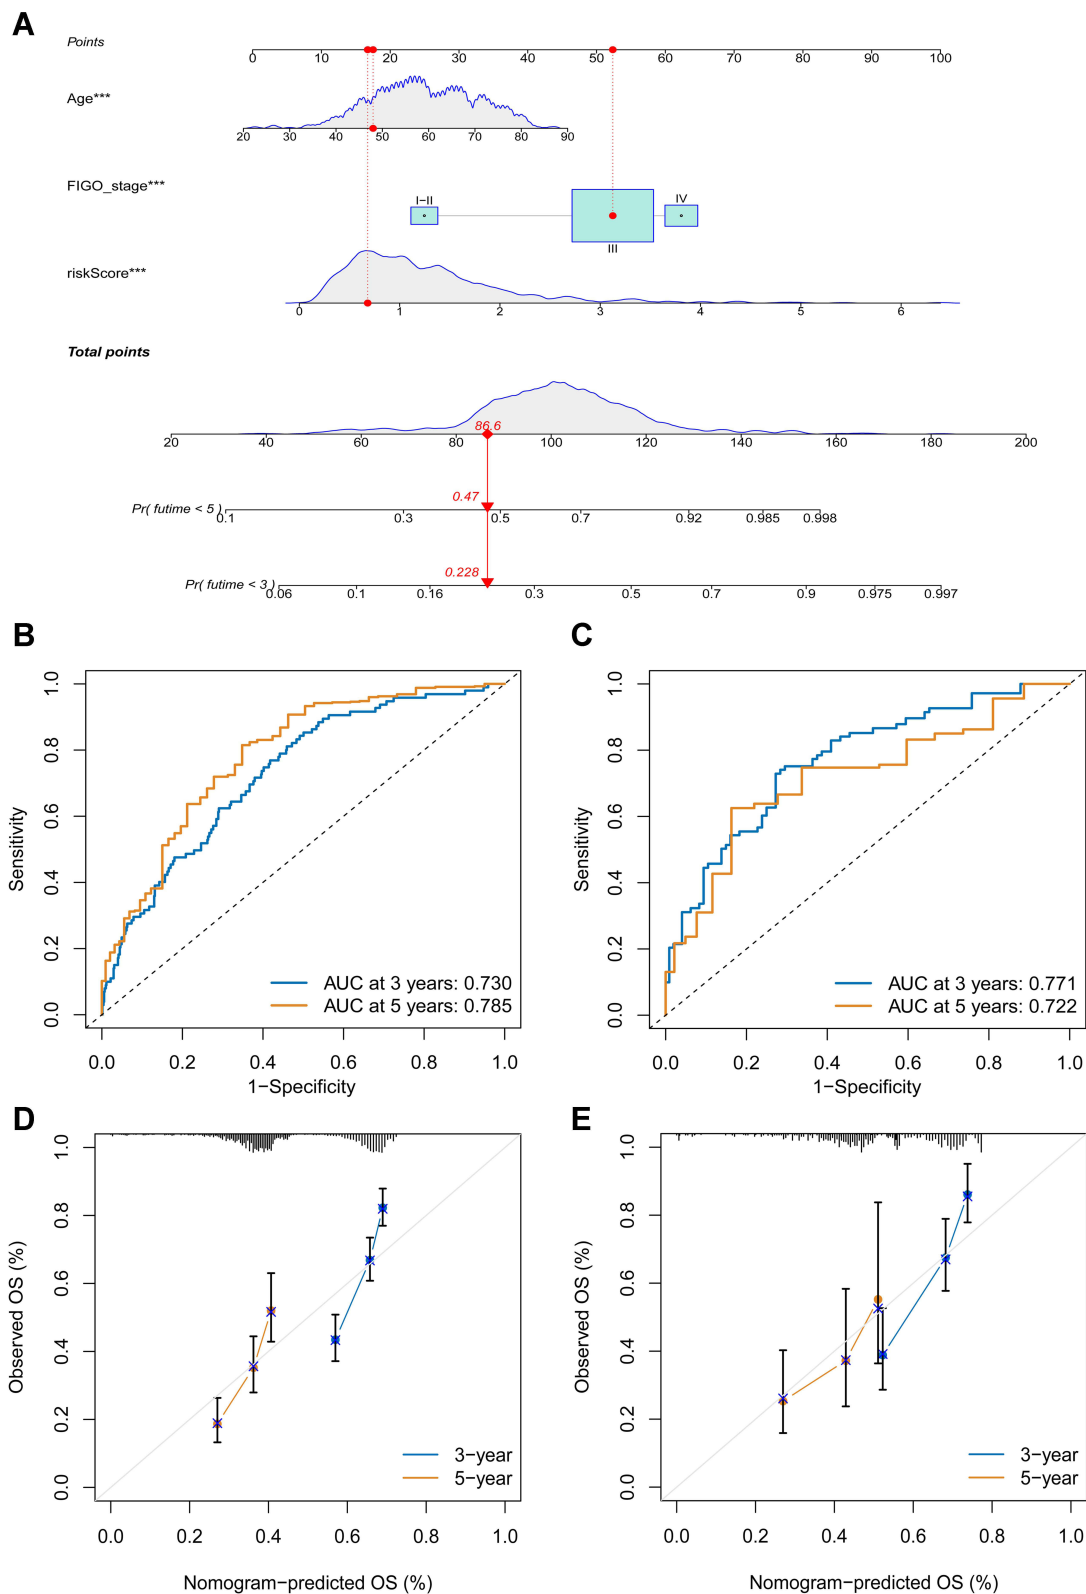 A
Points
0 10 20 30 40 50 60 70 80 90 100
Age***
20 30 40 50 60 70 80 90
FIGO_stage***
I-II
III
IV
riskScore***
0 1 2 3 4 5 6
Total points
86.6
20 40 60 80 100 120 140 160 180 200
0.47
Pr( futime < 5)
0.1 0.3 0.5 0.7 0.92 0.985 0.998
0.228
Pr( futime < 3)
0.06 0.1 0.16 0.3 0.5 0.7 0.9 0.975 0.997
B
Sensitivity
1.0
0.8
0.6
0.4
0.2
0.0
AUC at 3 years: 0.730
AUC at 5 years: 0.785
0.0 0.2 0.4 0.6 0.8 1.0
1-Specificity
C
Sensitivity
1.0
0.8
0.6
0.4
0.2
0.0
AUC at 3 years: 0.771
AUC at 5 years: 0.722
0.0 0.2 0.4 0.6 0.8 1.0
1-Specificity
D
Observed OS (%)
1.0
0.8
0.6
0.4
0.2
0.0
3-year
5-year
0.0 0.2 0.4 0.6 0.8 1.0
Nomogram-predicted OS (%)
E
Observed OS (%)
1.0
0.8
0.6
0.4
0.2
0.0
3-year
5-year
0.0 0.2 0.4 0.6 0.8 1.0
Nomogram-predicted OS (%)